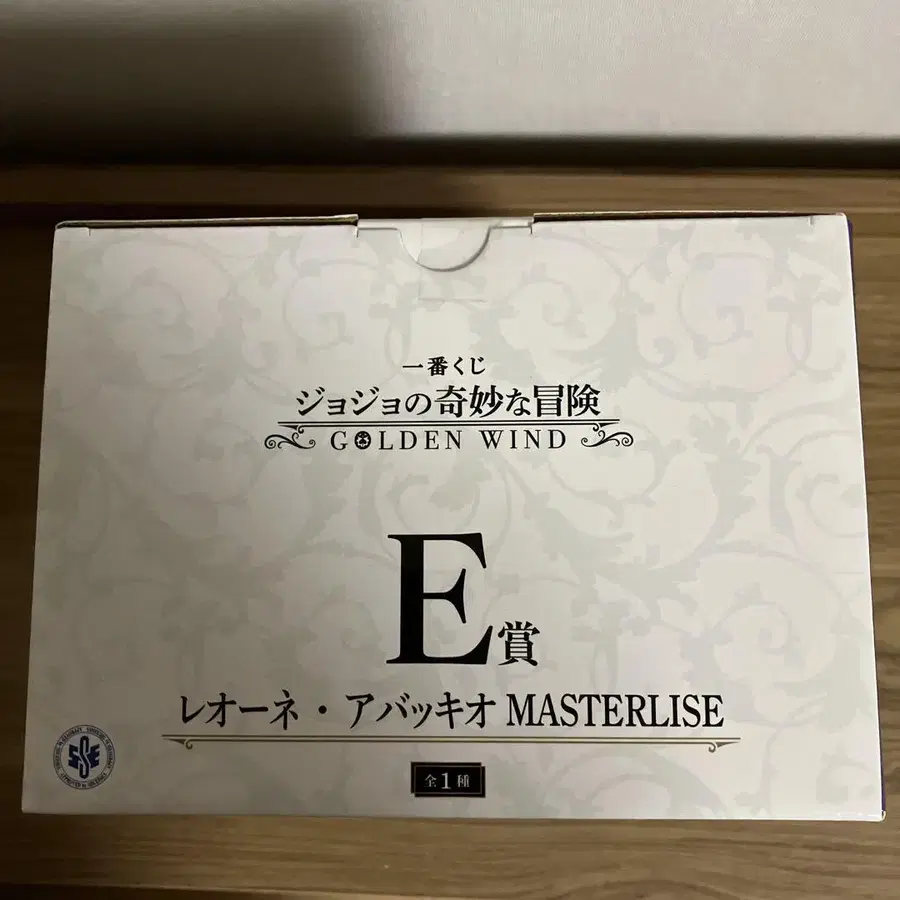 一番くじ
ジョジョの奇妙な冒険
GOLDEN WIND
E賞
レオーネ・アバッキオ MASTERLISE
全1種
SSE